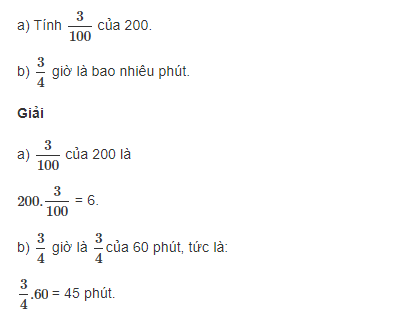 a) Tính 3/100 của 200.
b) 3/4 giờ là bao nhiêu phút.
Giải
a) 3/100 của 200 là
200. 3/100 = 6.
b) 3/4 giờ là 3/4 của 60 phút, tức là:
3/4 .60 = 45 phút.